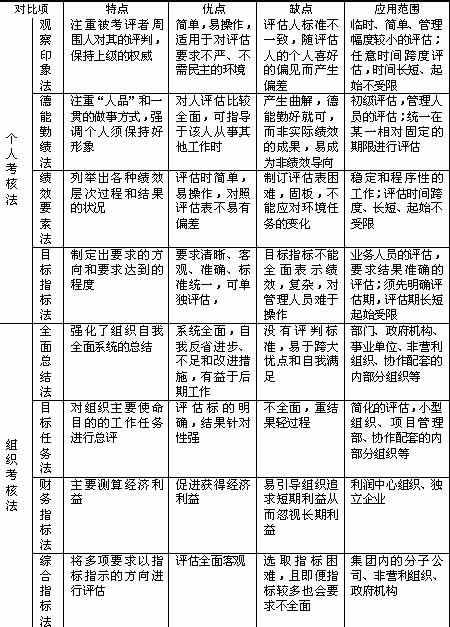 对比项
特点
优点
缺点
应用范围
个人考核法
观察印象法
注重被考评者周
围人对其的评判，
保持上级的权威
简单，易操作，
适用于对评估
要求不严、不
需民主的环境
评估人标准不
一致，随评估
人的个人喜好
的偏见而产生
偏差
临时、简单、管理
幅度较小的评估；
任意时间跨度评
估，时间长短、起
始不受限
德能勤绩法
注重“人品”和一
贯的做事方式，强
调个人须保持好
形象
对人评估比较
全面，可指导
于该人从事其
他工作时
产生曲解，德
能勤好就可，
而非实际绩效
的成果，易成
为非绩效导向
初级评估，管理人
员的评估；统一在
某一相对固定的
期限进行评估
绩效要素法
列举出各种绩效
层次过程和结果
的状况
评估时简单，
易操作，对照
评估表不易有
偏差
制订评估表困
难，固板，不
能应对环境任
务的变化
稳定和程序性的
工作；评估时间跨
度、长短、起始不
受限
目标指标法
制定出要求的方
向和要求达到的
程度
要求清晰、客
观、准确、标
准统一，可单
独评估，
目标指标不能
全面表示绩
效，复杂，对
管理人员难于
操作
业务人员的评估，
要求结果准确的
评估；须先明确评
估期，评估期长短
起始受限
组织考核法
全面总结法
强化了组织自我
全面系统的总结
系统全面，自
我反省进步、
不足和改进措
施，有益于后
期工作
没有评判标
准，易于跨大
优点和自我满
足
部门、政府机构、
事业单位、非营利
组织、协作配套的
内部分组织等
目标任务法
对组织主要使命
目的的工作任务
进行总评
评估标的明
确，结果针对
性强
不全面，重结
果轻过程
简化的评估，小型
组织、项目管理
部、协作配套的内
部分组织等
财务指标法
主要测算经济利
益
促进获得经济
利益
易引导组织追
求短期利益从
而忽视长期利
益
利润中心组织、独
立企业
综合指标法
将多项要求以指
标指示的方向进
行评估
评估全面客观
选取指标困
难，且即便指
标较多也会要
求不全面
集团内的分子公
司、非营利组织、
政府机构